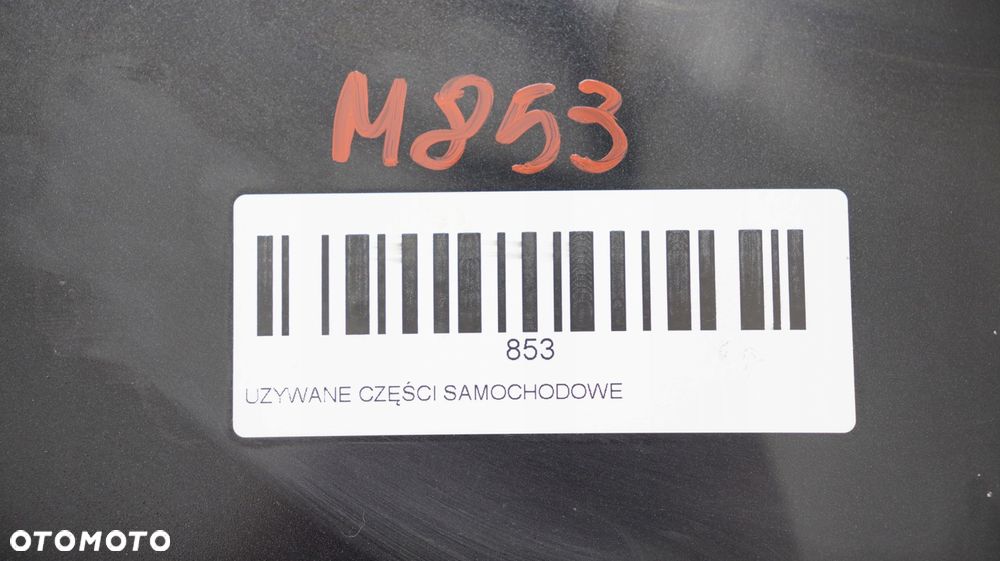 M853
853
UZYWANE CZĘŚCI SAMOCHODOWE
OTOMOTO